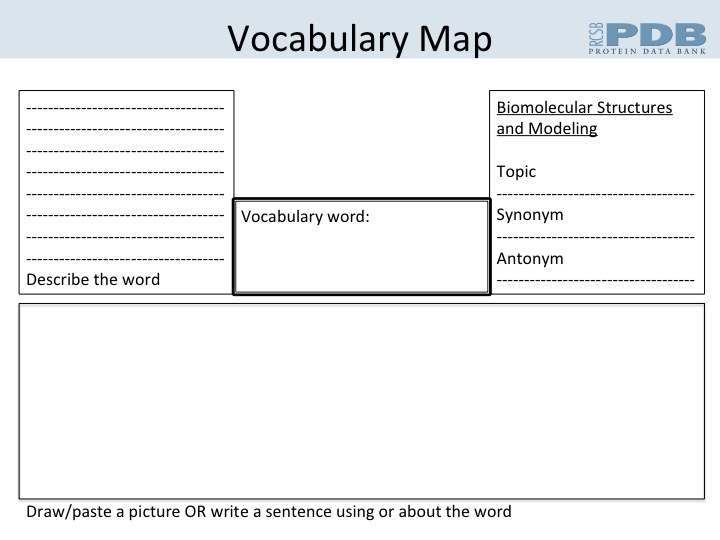 Vocabulary Map
RCSB
PDB
PROTEIN DATA BANK
------------------------------------
------------------------------------
------------------------------------
------------------------------------
------------------------------------
------------------------------------
------------------------------------
------------------------------------
Describe the word
Vocabulary word:
Biomolecular Structures
and Modeling
Topic
------------------------------------
Synonym
------------------------------------
Antonym
------------------------------------
Draw/paste a picture OR write a sentence using or about the word